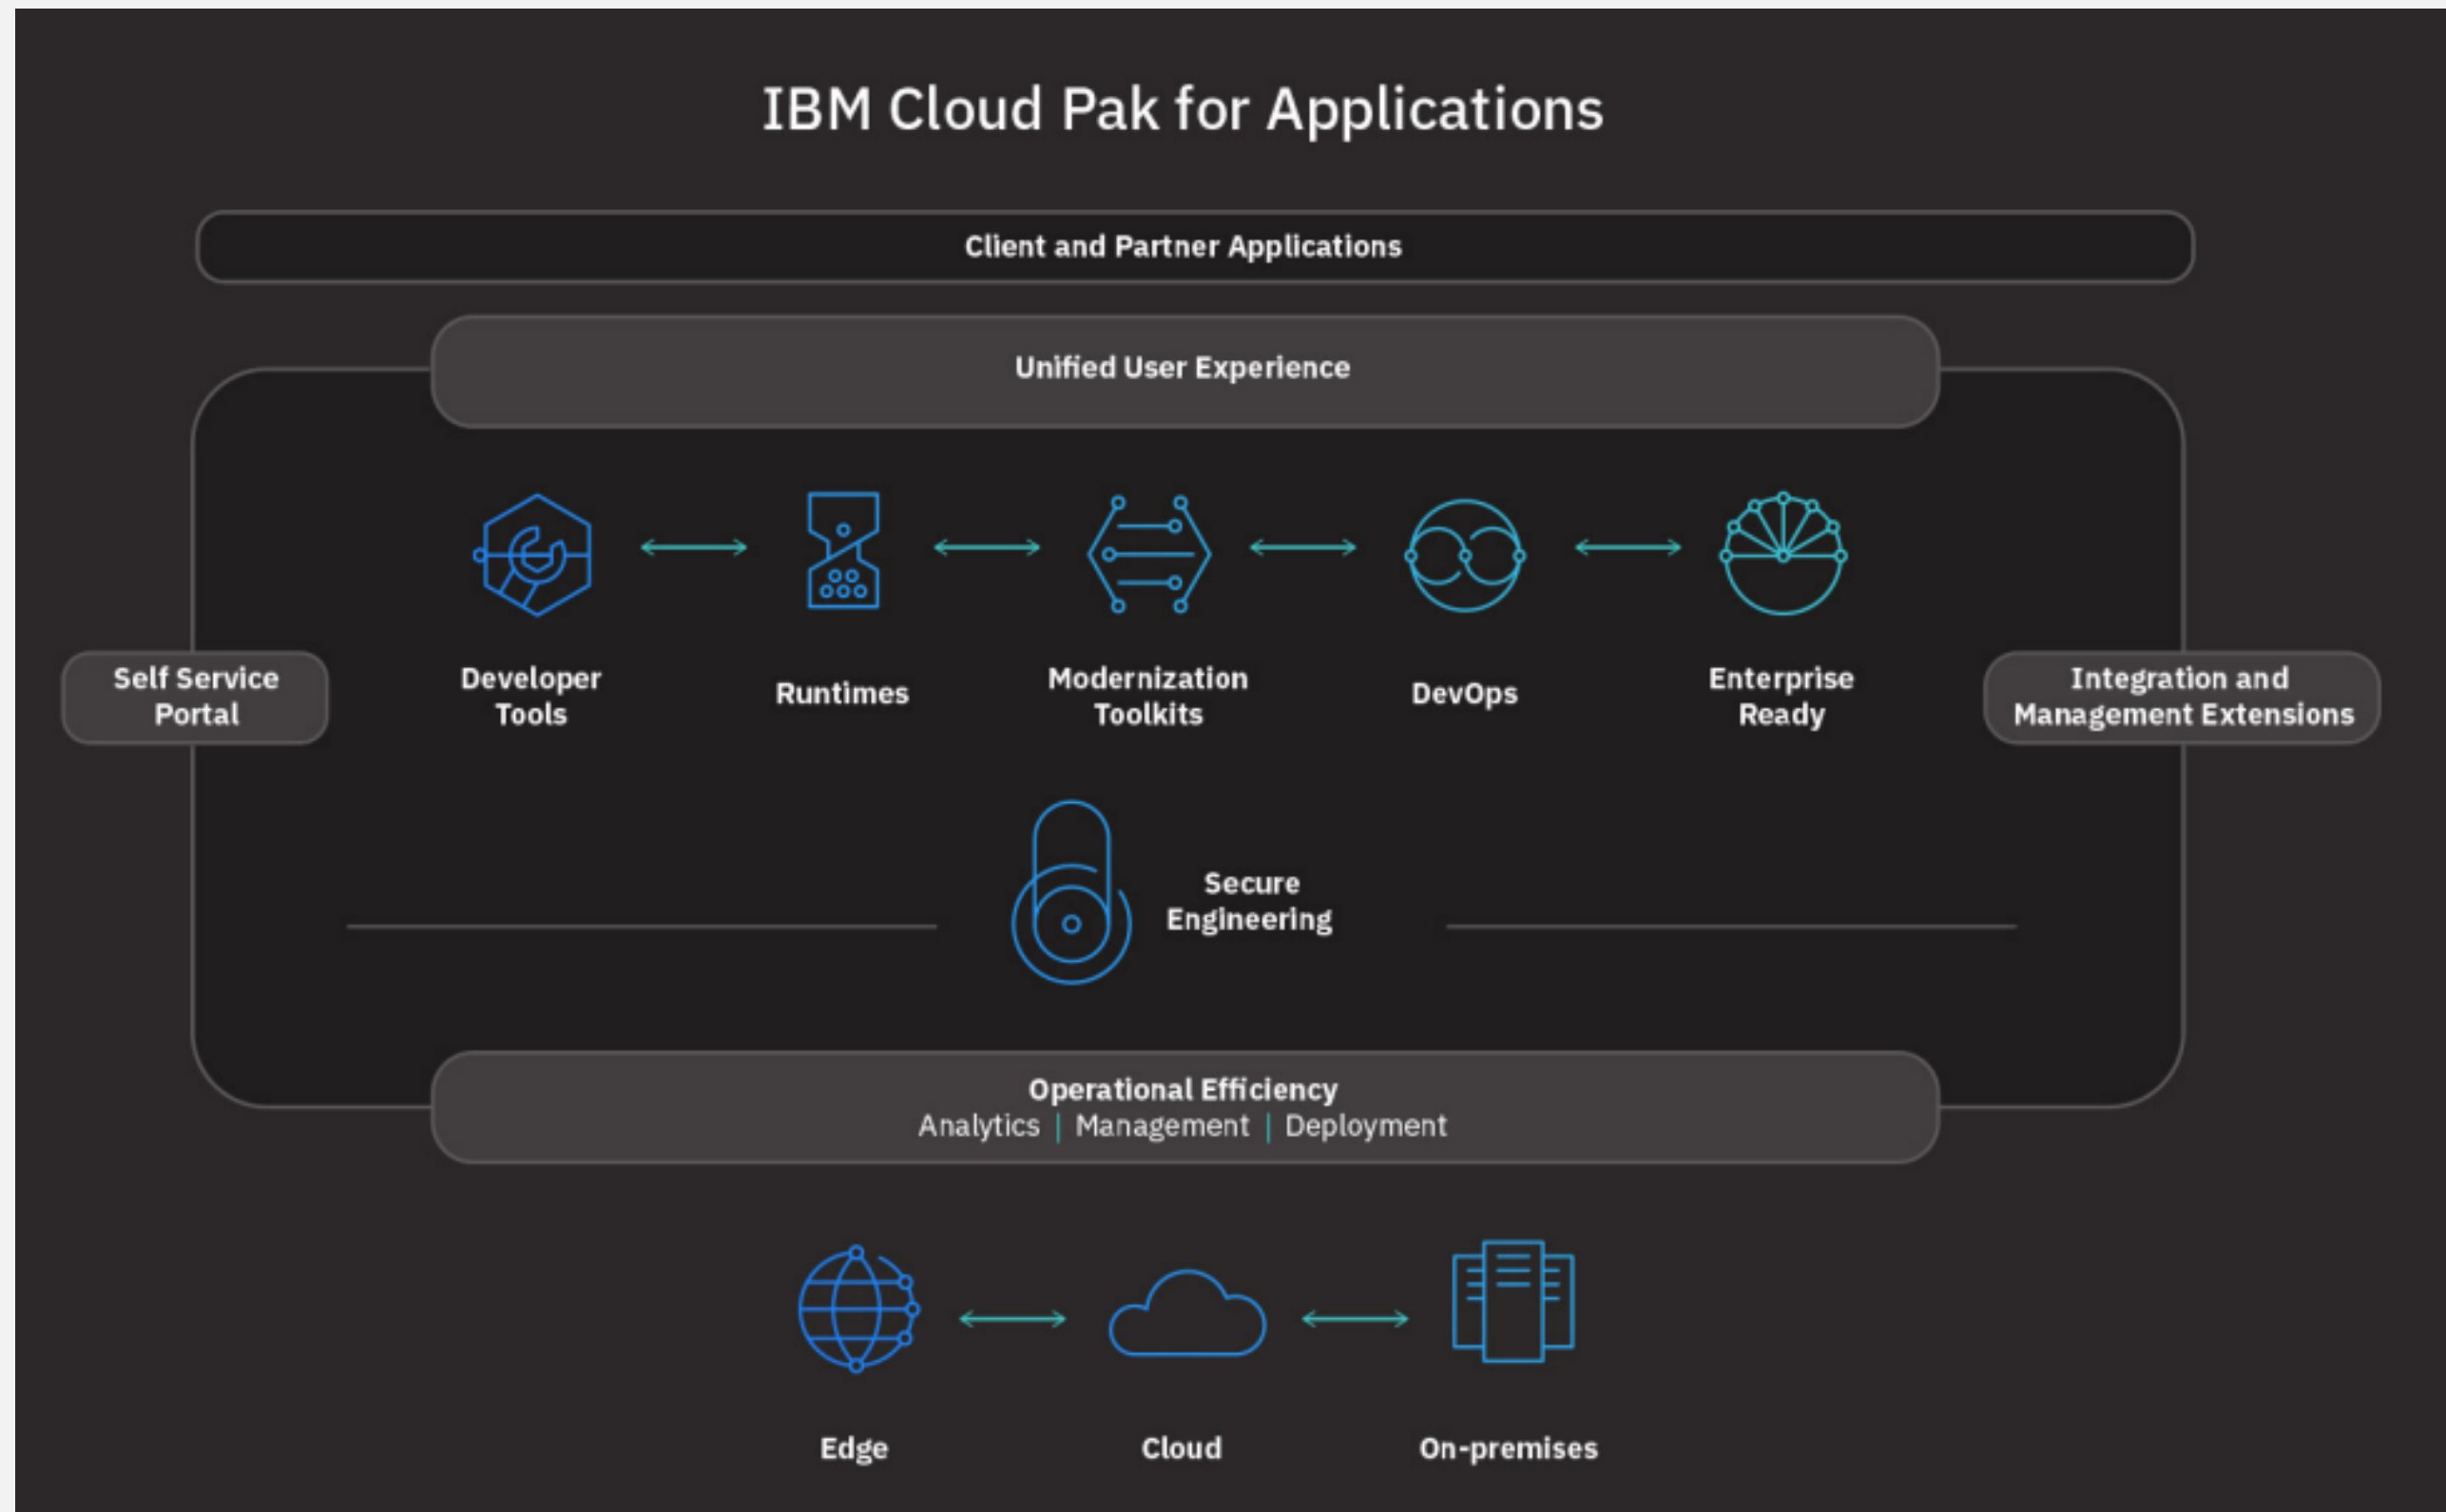 IBM Cloud Pak for Applications
Client and Partner Applications
Unified User Experience
Self Service
Portal
Developer
Tools
Runtimes
Modernization
Toolkits
DevOps
Enterprise
Ready
Integration and
Management Extensions
Secure
Engineering
Operational Efficiency
Analytics | Management | Deployment
Edge
Cloud
On-premises